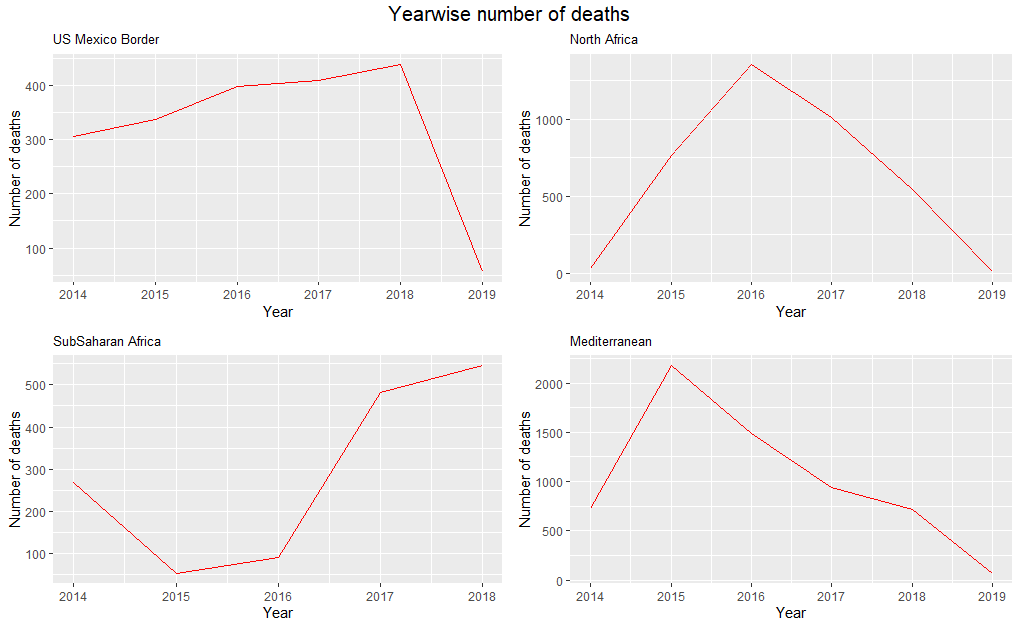 Yearwise number of deaths
US Mexico Border
Number of deaths
400
300
200
100
2014 2015 2016 2017 2018 2019
Year
North Africa
Number of deaths
1000
500
0
2014 2015 2016 2017 2018 2019
Year
SubSaharan Africa
Number of deaths
500
400
300
200
100
2014 2015 2016 2017 2018
Year
Mediterranean
Number of deaths
2000
1500
1000
500
0
2014 2015 2016 2017 2018 2019
Year